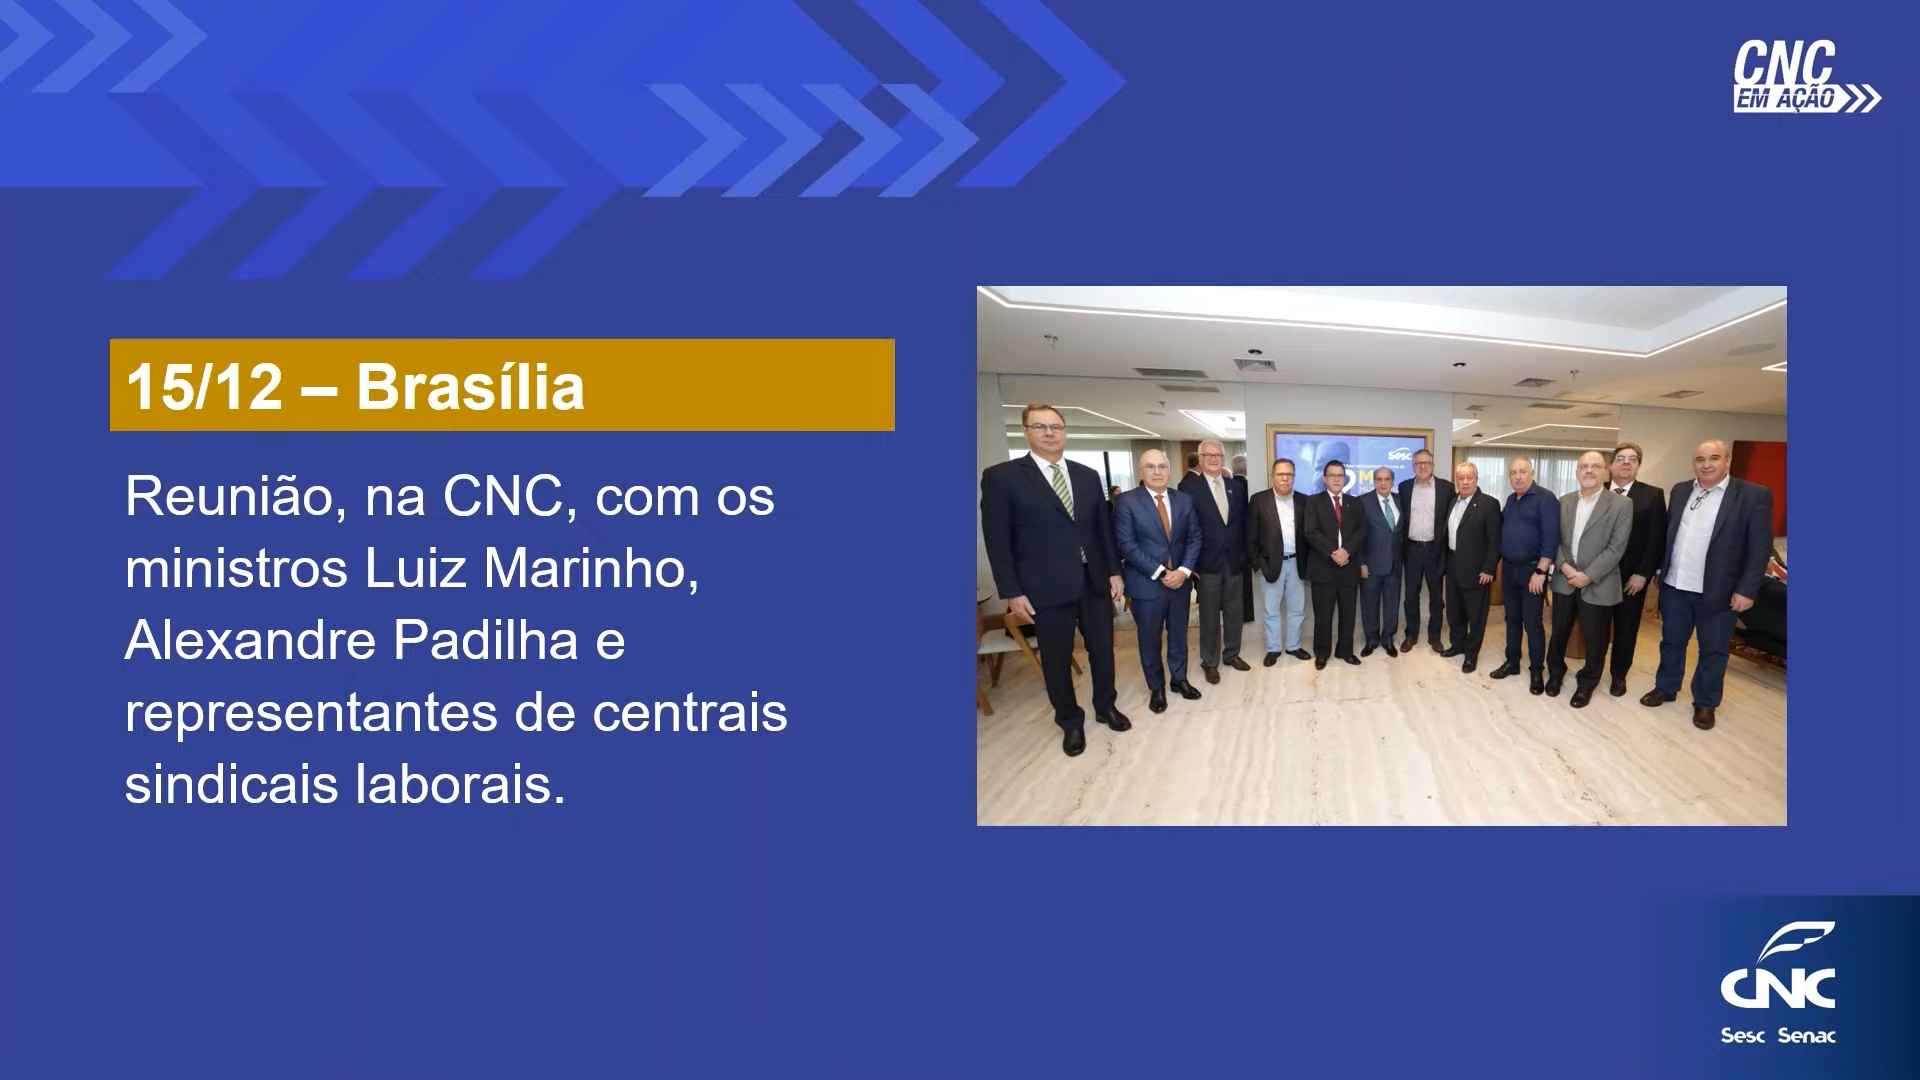 CNC
EM AÇÃO
15/12 – Brasília
Reunião, na CNC, com os
ministros Luiz Marinho,
Alexandre Padilha e
representantes de centrais
sindicais laborais.
Sesc
CNC
Sesc Senac